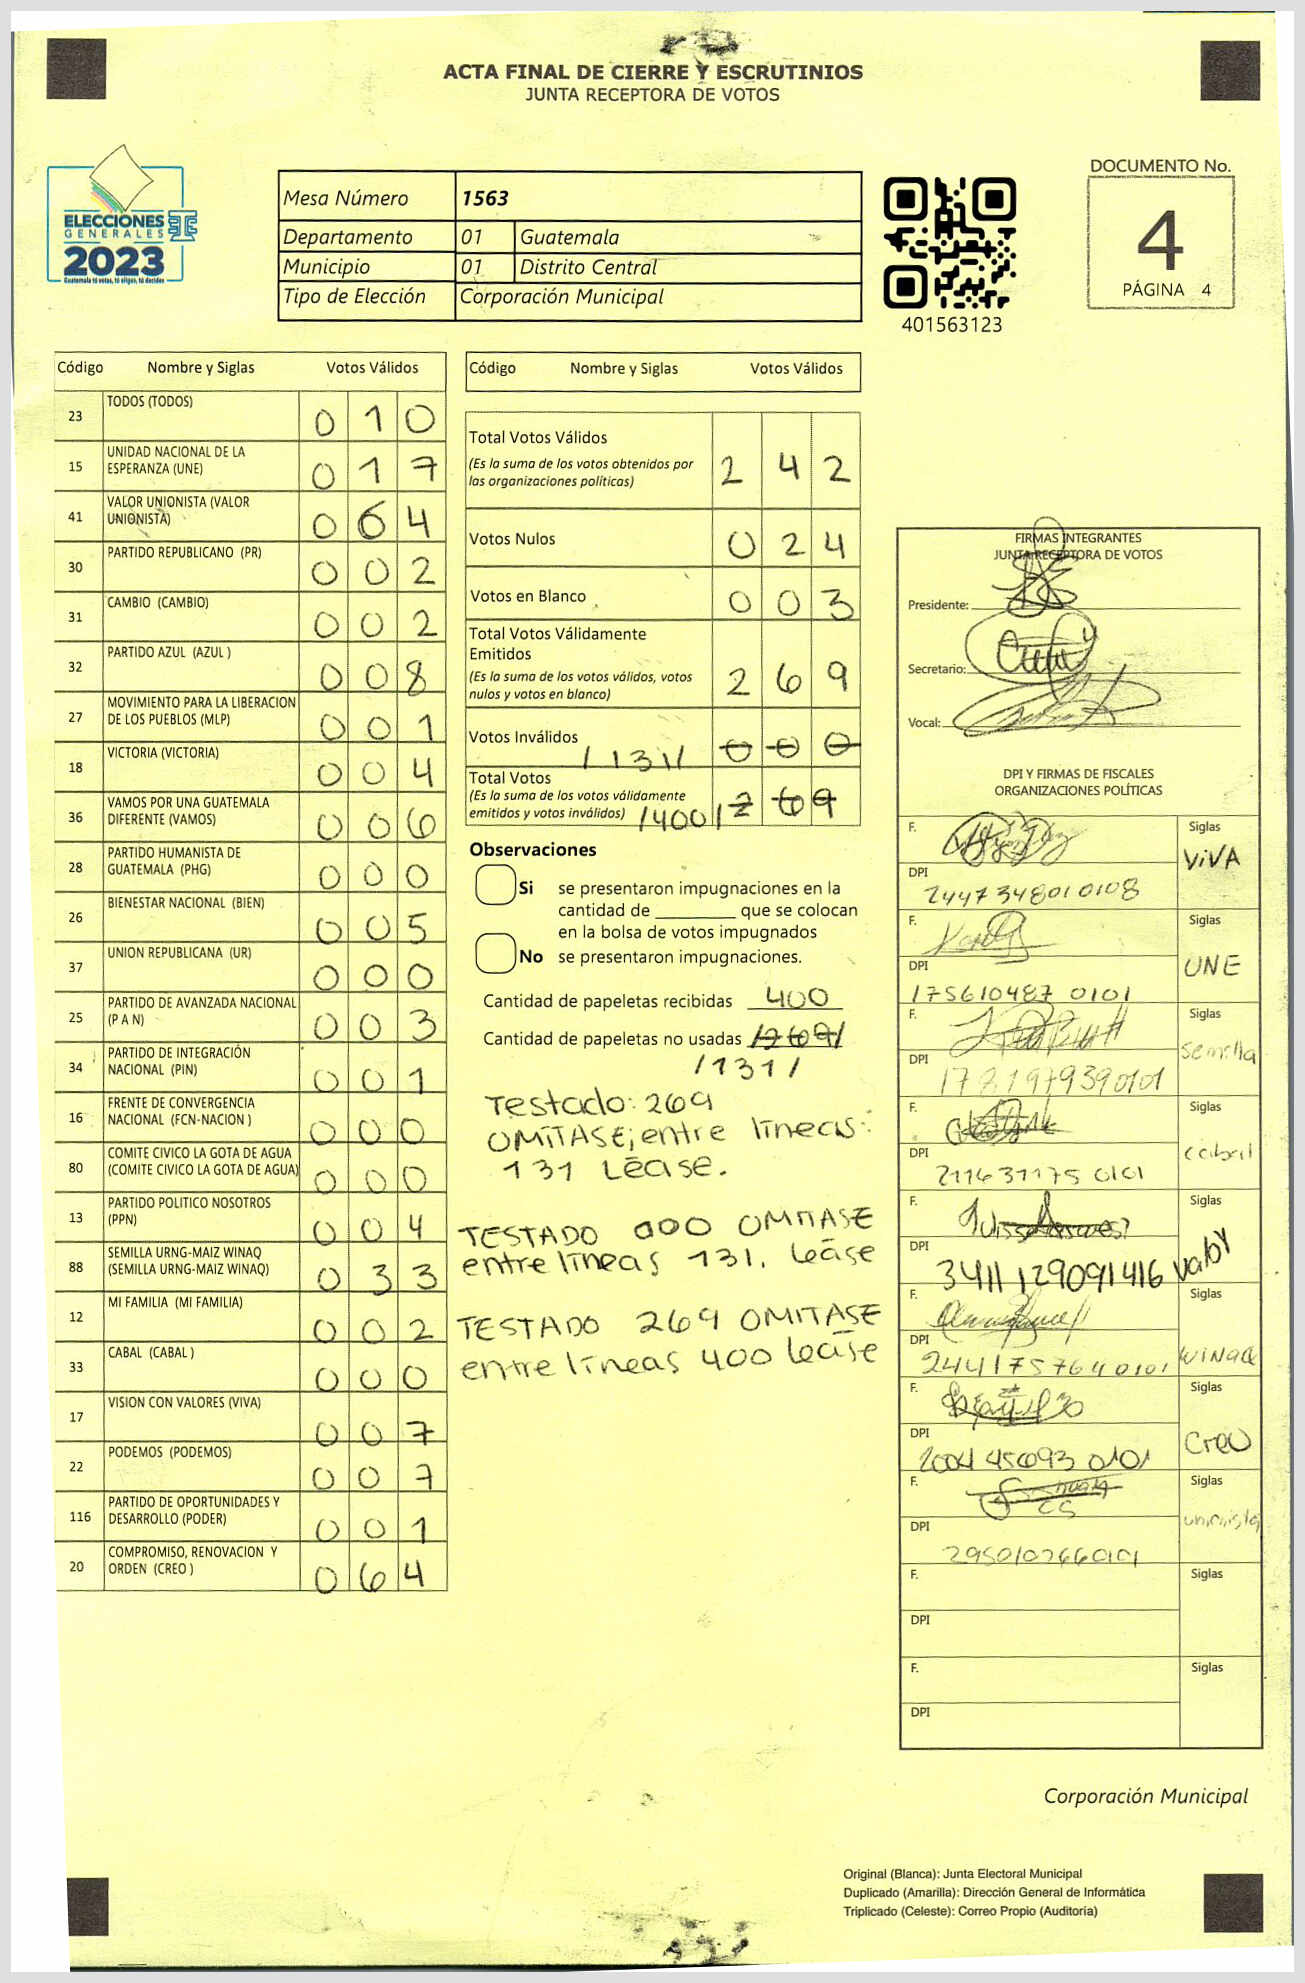 ACTA FINAL DE CIERRE Y ESCRUTINIOS
JUNTA RECEPTORA DE VOTOS
ELECCIONES
GENERALES
2023
Guatemala tú votas, tú eliges, tú decides
Mesa Número 1563
Departamento 01 Guatemala
Municipio 01 Distrito Central
Tipo de Elección Corporación Municipal
401563123
DOCUMENTO No.
4
PÁGINA 4
Código Nombre y Siglas Votos Válidos
23 TODOS (TODOS) 0 1 0
15 UNIDAD NACIONAL DE LA
ESPERANZA (UNE) 0 1 7
41 VALOR UNIONISTA (VALOR
UNIONISTA) 0 6 4
30 PARTIDO REPUBLICANO (PR) 0 0 2
31 CAMBIO (CAMBIO) 0 0 2
32 PARTIDO AZUL (AZUL ) 0 0 8
27 MOVIMIENTO PARA LA LIBERACION
DE LOS PUEBLOS (MLP) 0 0 1
18 VICTORIA (VICTORIA) 0 0 4
36 VAMOS POR UNA GUATEMALA
DIFERENTE (VAMOS) 0 0 6
28 PARTIDO HUMANISTA DE
GUATEMALA (PHG) 0 0 0
26 BIENESTAR NACIONAL (BIEN) 0 0 5
37 UNION REPUBLICANA (UR) 0 0 0
25 PARTIDO DE AVANZADA NACIONAL
(P A N) 0 0 3
34 PARTIDO DE INTEGRACIÓN
NACIONAL (PIN) 0 0 1
16 FRENTE DE CONVERGENCIA
NACIONAL (FCN-NACION ) 0 0 0
80 COMITE CIVICO LA GOTA DE AGUA
(COMITE CIVICO LA GOTA DE AGUA) 0 0 0
13 PARTIDO POLITICO NOSOTROS
(PPN) 0 0 4
88 SEMILLA URNG-MAIZ WINAQ
(SEMILLA URNG-MAIZ WINAQ) 0 3 3
12 MI FAMILIA (MI FAMILIA) 0 0 2
33 CABAL (CABAL ) 0 0 0
17 VISION CON VALORES (VIVA) 0 0 7
22 PODEMOS (PODEMOS) 0 0 7
116 PARTIDO DE OPORTUNIDADES Y
DESARROLLO (PODER) 0 0 1
20 COMPROMISO, RENOVACION Y
ORDEN (CREO ) 0 6 4
Código Nombre y Siglas Votos Válidos
Total Votos Válidos
(Es la suma de los votos obtenidos por
las organizaciones políticas) 2 4 2
Votos Nulos 0 2 4
Votos en Blanco 0 0 3
Total Votos Válidamente
Emitidos
(Es la suma de los votos válidos, votos
nulos y votos en blanco) 2 6 9
Votos Inválidos /131/ 0 0 0
Total Votos
(Es la suma de los votos válidamente
emitidos y votos inválidos) /400/ 2 6 9
Observaciones
Si se presentaron impugnaciones en la
cantidad de ________ que se colocan
en la bolsa de votos impugnados
No se presentaron impugnaciones.
Cantidad de papeletas recibidas 400
Cantidad de papeletas no usadas /269/
/131/
Testado: 269
OMITASE; entre lineas:
131 Léase.
TESTADO 000 OMITASE
entre lineas 131. Lease
TESTADO 269 OMITASE
entre lineas 400 Lease
FIRMAS INTEGRANTES
JUNTA RECEPTORA DE VOTOS
Presidente:
Secretario:
Vocal:
DPI Y FIRMAS DE FISCALES
ORGANIZACIONES POLÍTICAS
F. Siglas
VIVA
DPI
2447348010108
F. Siglas
UNE
DPI
175610487 0101
F. Siglas
semilla
DPI
1781979390101
F. Siglas
cabal
DPI
211631175 0101
F. Siglas
Valor
DPI
3411129091416
F. Siglas
WINAQ
DPI
2441757640101
F. Siglas
Creo
DPI
2004 45693 0101
F. Siglas
unionista
DPI
2950102660101
F. Siglas
DPI
F. Siglas
DPI
Corporación Municipal
Original (Blanca): Junta Electoral Municipal
Duplicado (Amarilla): Dirección General de Informática
Triplicado (Celeste): Correo Propio (Auditoría)